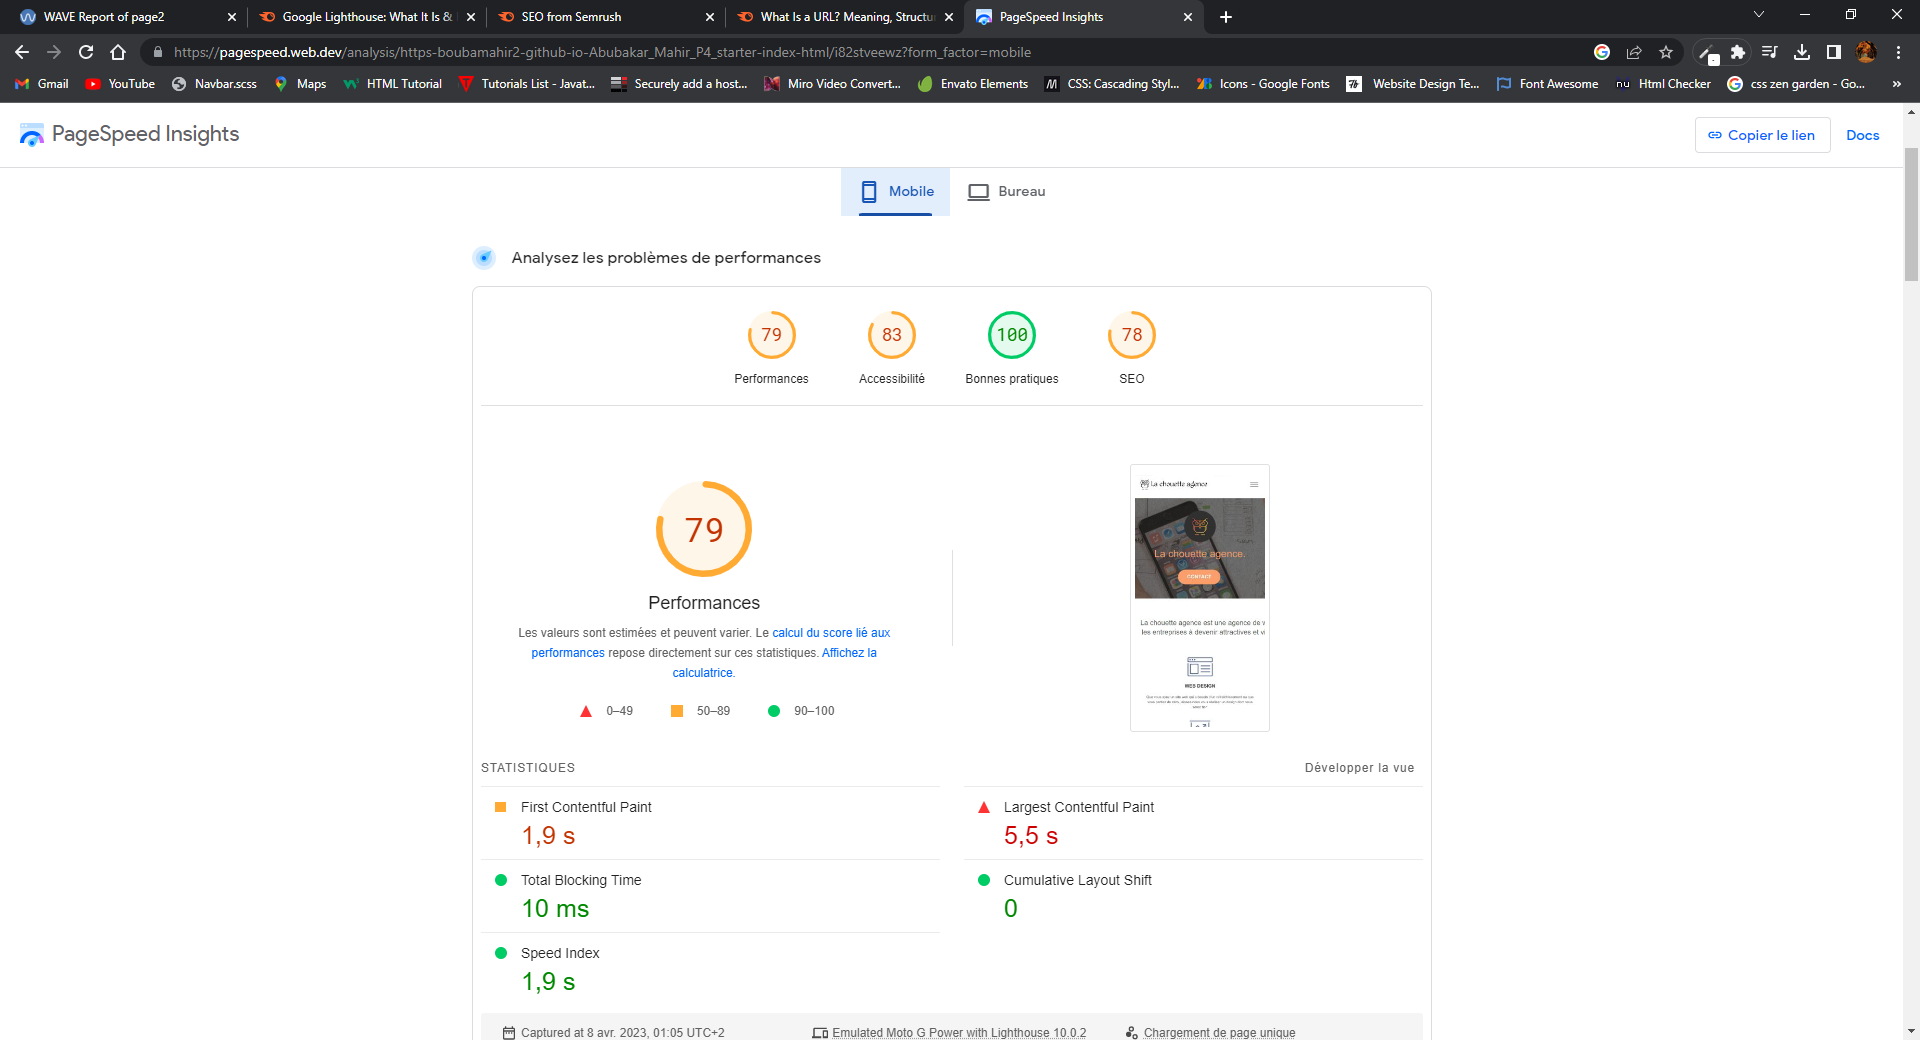 WAVE Report of page2
Google Lighthouse: What It Is &
SEO from Semrush
What Is a URL? Meaning, Structu
PageSpeed Insights
https://pagespeed.web.dev/analysis/https-boubamahir2-github-io-Abubakar_Mahir_P4_starter-index-html/i82stveewz?form_factor=mobile
Gmail YouTube Navbar.scss Maps HTML Tutorial Tutorials List - Javat... Securely add a host... Miro Video Convert... Envato Elements CSS: Cascading Styl... Icons - Google Fonts Website Design Te... Font Awesome nu Html Checker css zen garden - Go... »
PageSpeed Insights
Copier le lien
Docs
Mobile
Bureau
Analysez les problèmes de performances
79 83 100 78
Performances Accessibilité Bonnes pratiques SEO
79
Performances
Les valeurs sont estimées et peuvent varier. Le calcul du score lié aux
performances repose directement sur ces statistiques. Affichez la
calculatrice.
0–49 50–89 90–100
La chouette agence
La chouette agence.
CONTACT
La chouette agence est une agence de v
les entreprises à devenir attractives et vi
WEB DESIGN
STATISTIQUES
Développer la vue
First Contentful Paint
1,9 s
Largest Contentful Paint
5,5 s
Total Blocking Time
10 ms
Cumulative Layout Shift
0
Speed Index
1,9 s
Captured at 8 avr. 2023, 01:05 UTC+2
Emulated Moto G Power with Lighthouse 10.0.2
Chargement de page unique